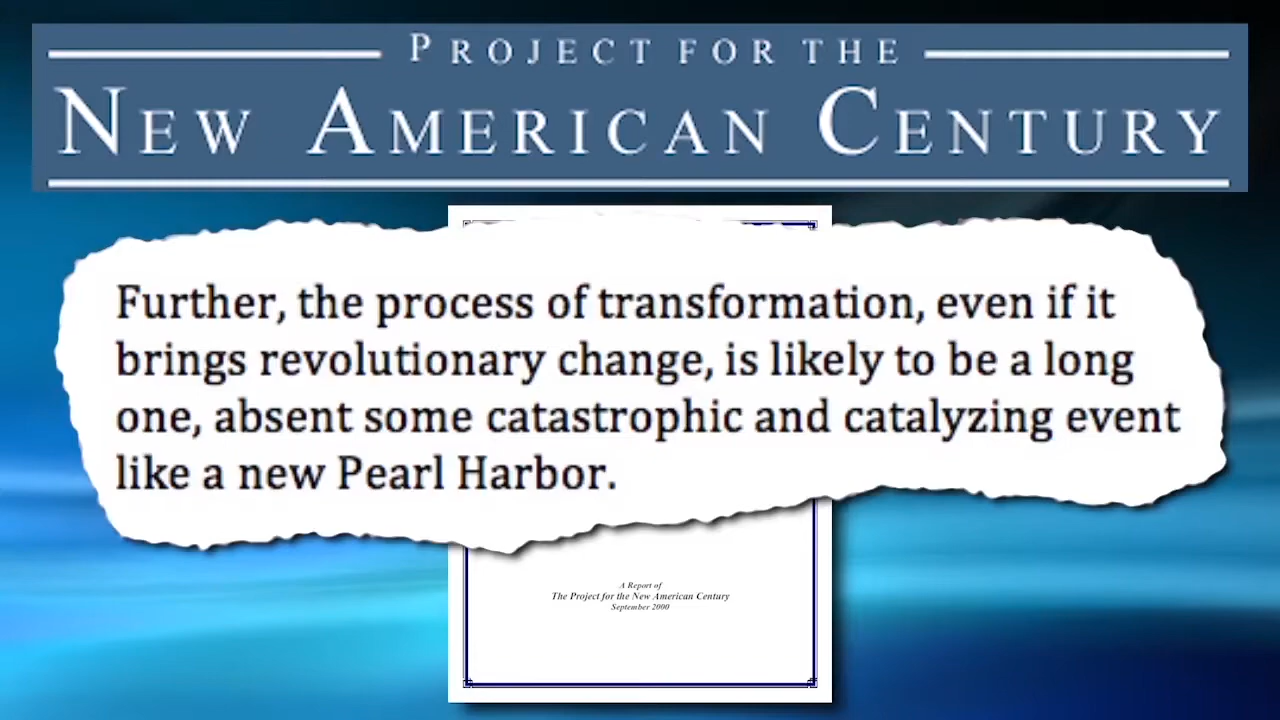 PROJECT FOR THE
NEW AMERICAN CENTURY
Further, the process of transformation, even if it
brings revolutionary change, is likely to be a long
one, absent some catastrophic and catalyzing event
like a new Pearl Harbor.
A Report of
The Project for the New American Century
September 2000